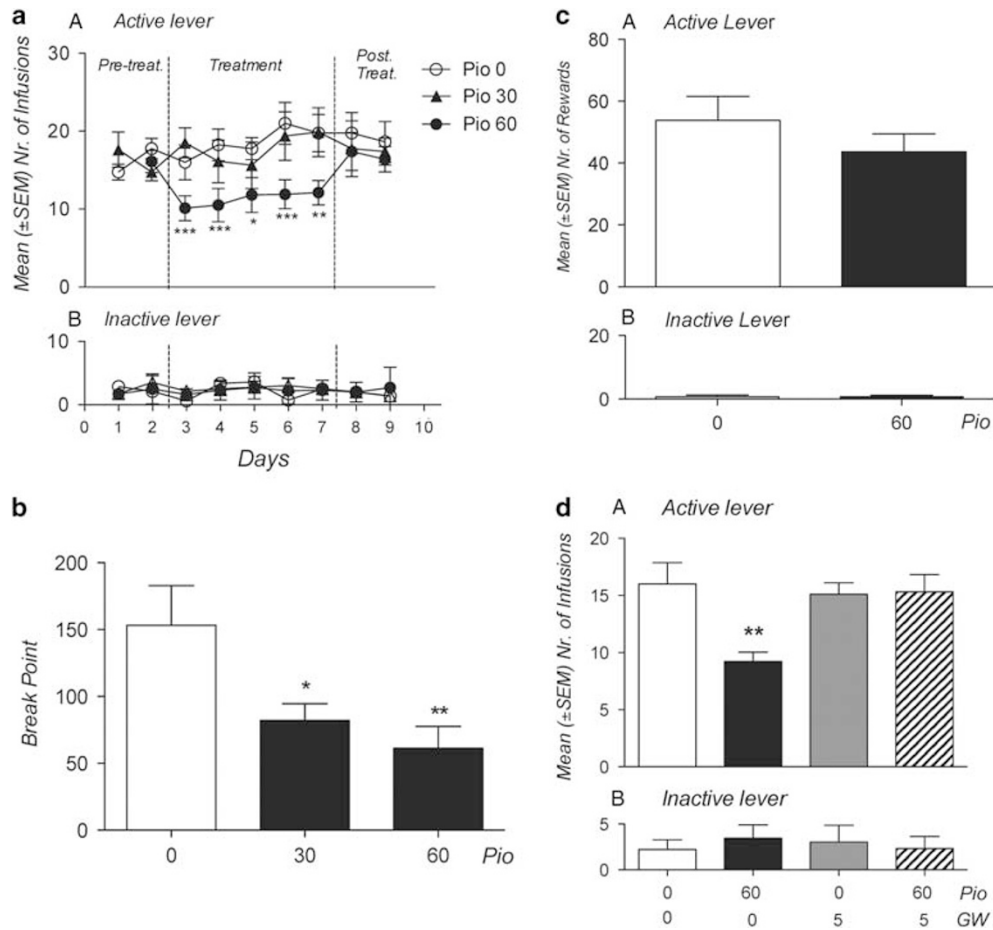 a
A Active lever
Mean (±SEM) Nr. of Infusions
30
20
10
0
Pre-treat.
Treatment
Post. Treat.
Pio 0
Pio 30
Pio 60
*** *** * *** **
B Inactive lever
10
0
0 1 2 3 4 5 6 7 8 9 10
Days
b
Break Point
200
150
100
50
0
*
**
0 30 60 Pio
c
A Active Lever
Mean (±SEM) Nr. of Rewards
80
60
40
20
0
B Inactive Lever
20
0
0 60 Pio
d
A Active lever
Mean (±SEM) Nr. of Infusions
20
15
10
5
0
**
B Inactive lever
5
0
0 60 0 60 Pio
0 0 5 5 GW